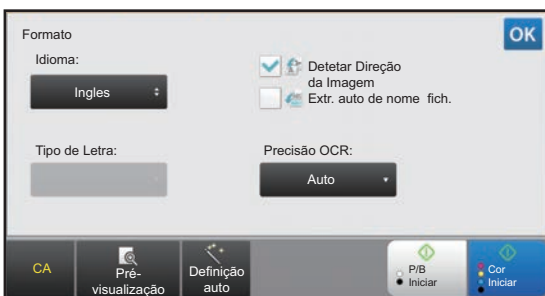 Formato
OK
Idioma:
Ingles
Detetar Direção
da Imagem
Extr. auto de nome fich.
Tipo de Letra:
Precisão OCR:
Auto
CA
Pré-
visualização
Definição
auto
P/B
Iniciar
Cor
Iniciar